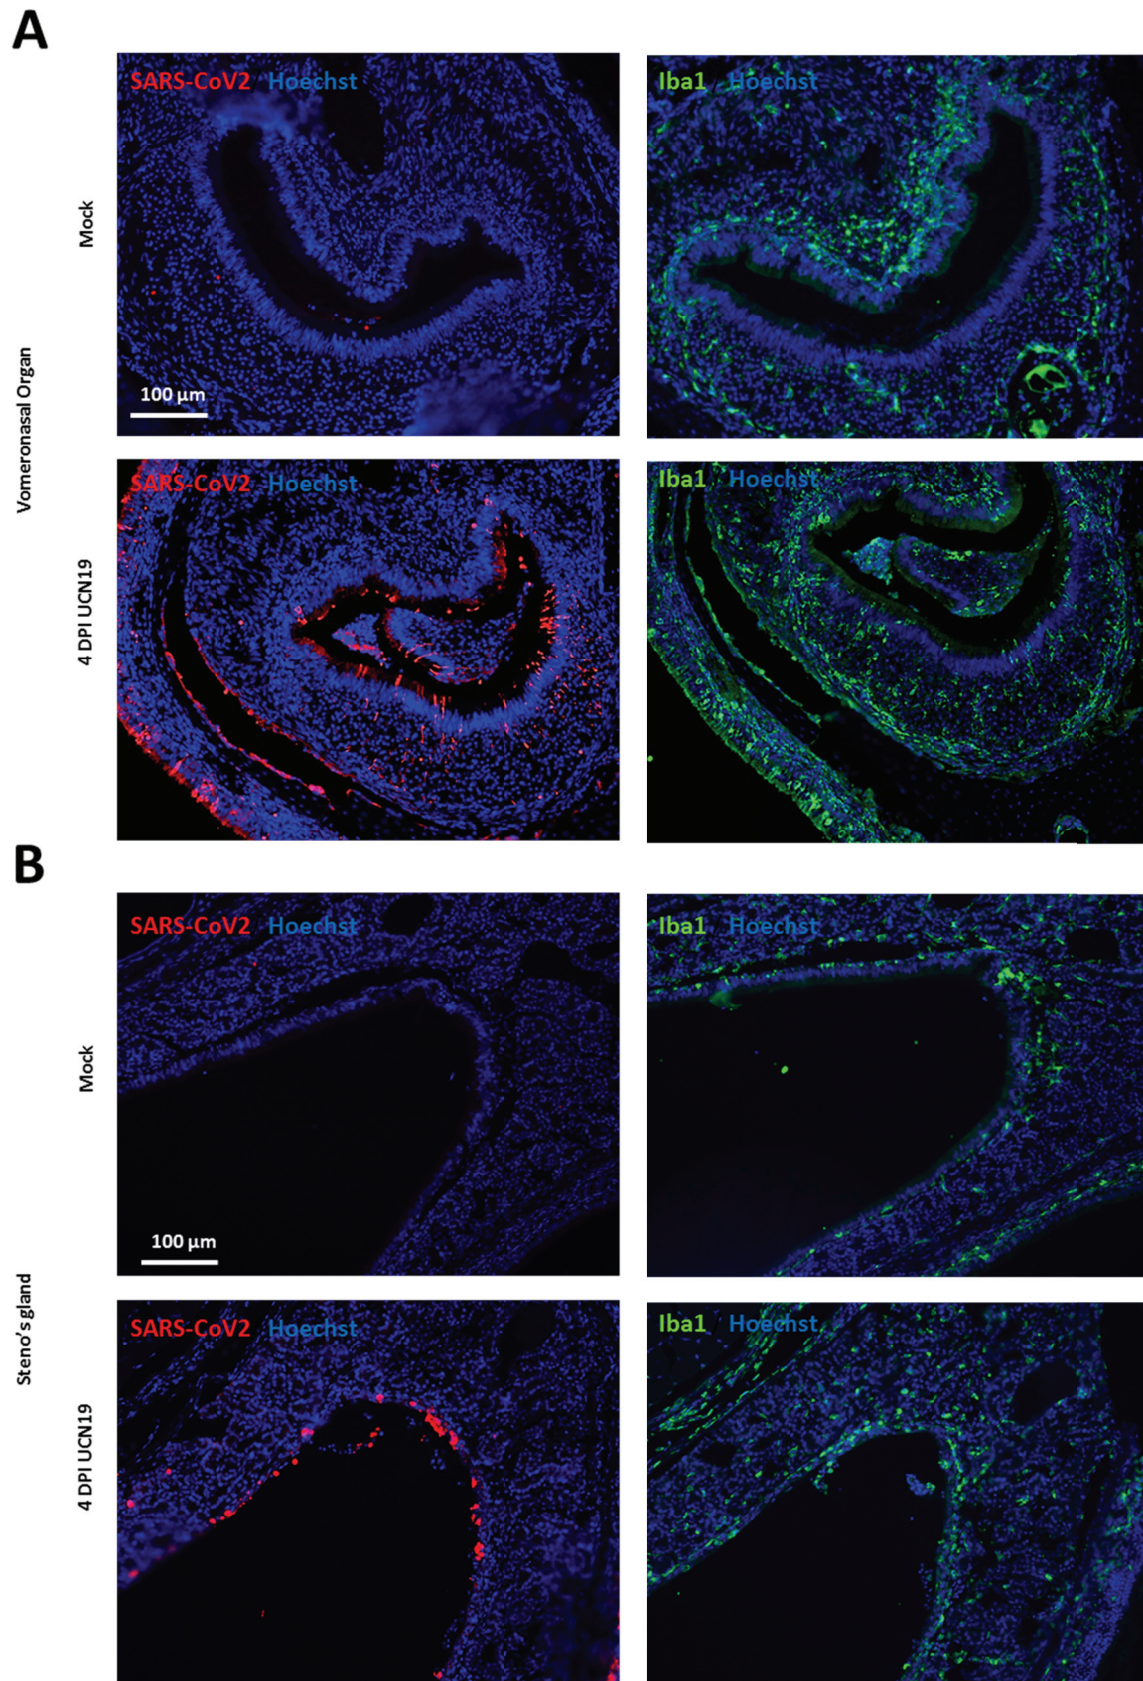 A
SARS-CoV2 Hoechst
Iba1 Hoechst
Mock
100 µm
Vomeronasal Organ
SARS-CoV2 Hoechst
Iba1 Hoechst
4 DPI UCN19
B
SARS-CoV2 Hoechst
Iba1 Hoechst
Mock
100 µm
Steno's gland
SARS-CoV2 Hoechst
Iba1 Hoechst
4 DPI UCN19